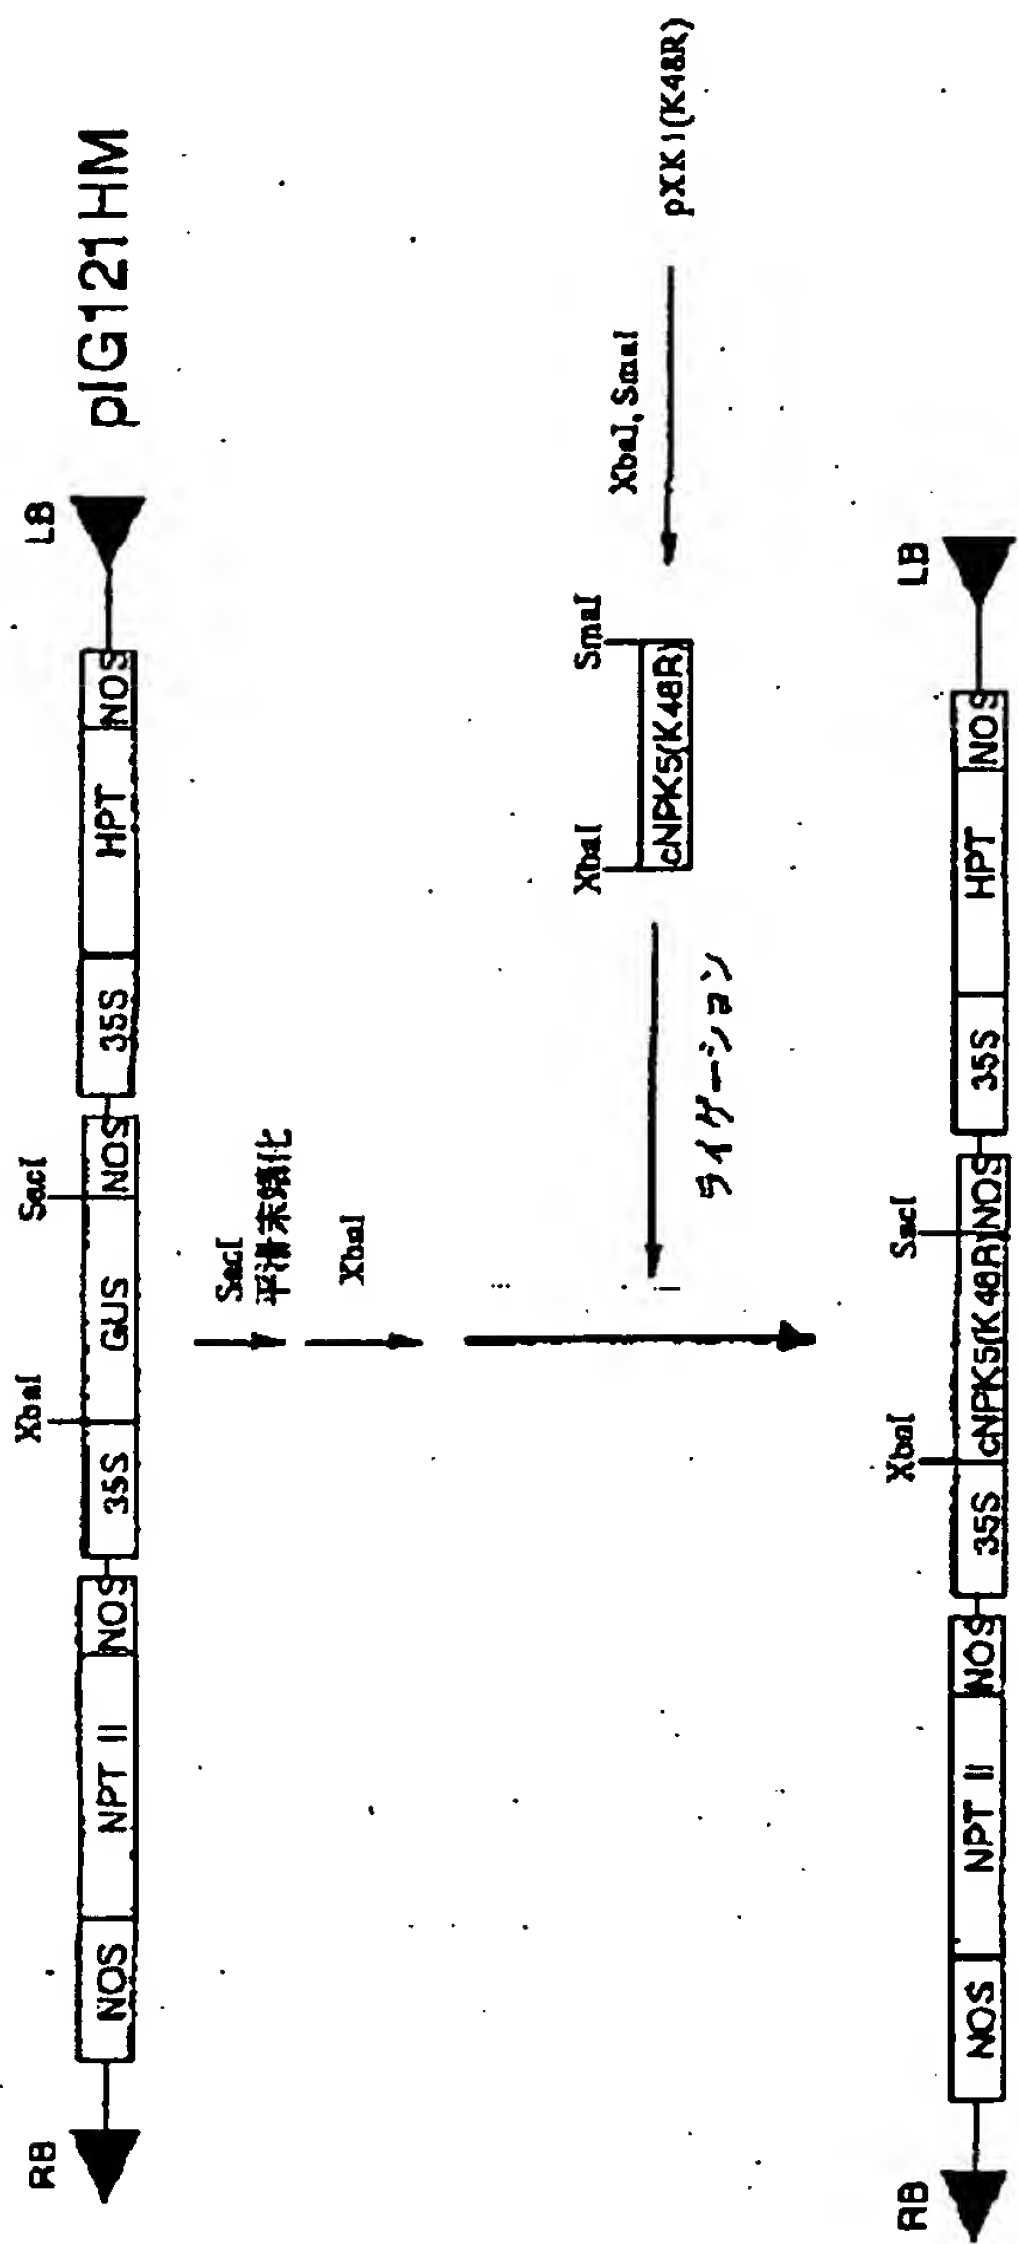 pIG121HM
RB
LB
XbaI
SacI
NOS
NPT II
NOS
35S
GUS
NOS
35S
HPT
NOS
SacI
平滑末端化
XbaI
XbaI
SmaI
cNPK5(K48R)
XbaI, SmaI
pXK1(K48R)
ライゲーション
RB
LB
XbaI
SacI
NOS
NPT II
NOS
35S
cNPK5(K48R)
NOS
35S
HPT
NOS